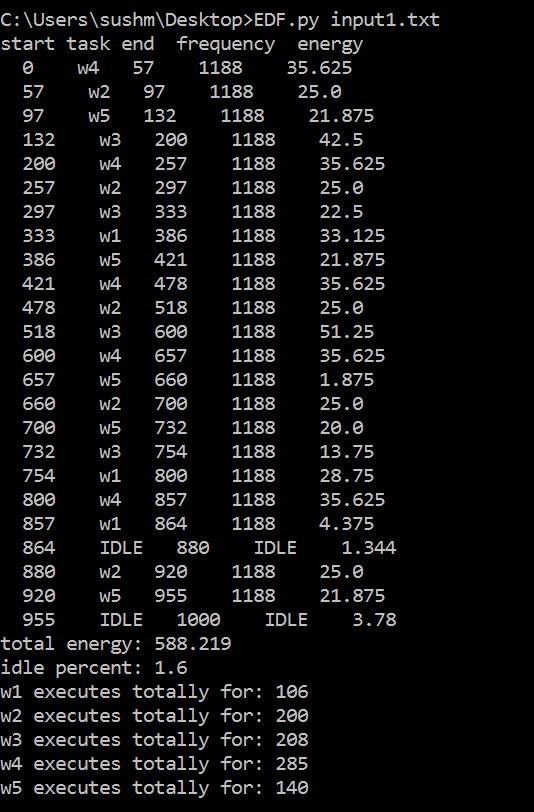 C:\Users\sushm\Desktop>EDF.py input1.txt
start task end frequency energy
0 w4 57 1188 35.625
57 w2 97 1188 25.0
97 w5 132 1188 21.875
132 w3 200 1188 42.5
200 w4 257 1188 35.625
257 w2 297 1188 25.0
297 w3 333 1188 22.5
333 w1 386 1188 33.125
386 w5 421 1188 21.875
421 w4 478 1188 35.625
478 w2 518 1188 25.0
518 w3 600 1188 51.25
600 w4 657 1188 35.625
657 w5 660 1188 1.875
660 w2 700 1188 25.0
700 w5 732 1188 20.0
732 w3 754 1188 13.75
754 w1 800 1188 28.75
800 w4 857 1188 35.625
857 w1 864 1188 4.375
864 IDLE 880 IDLE 1.344
880 w2 920 1188 25.0
920 w5 955 1188 21.875
955 IDLE 1000 IDLE 3.78
total energy: 588.219
idle percent: 1.6
w1 executes totally for: 106
w2 executes totally for: 200
w3 executes totally for: 208
w4 executes totally for: 285
w5 executes totally for: 140